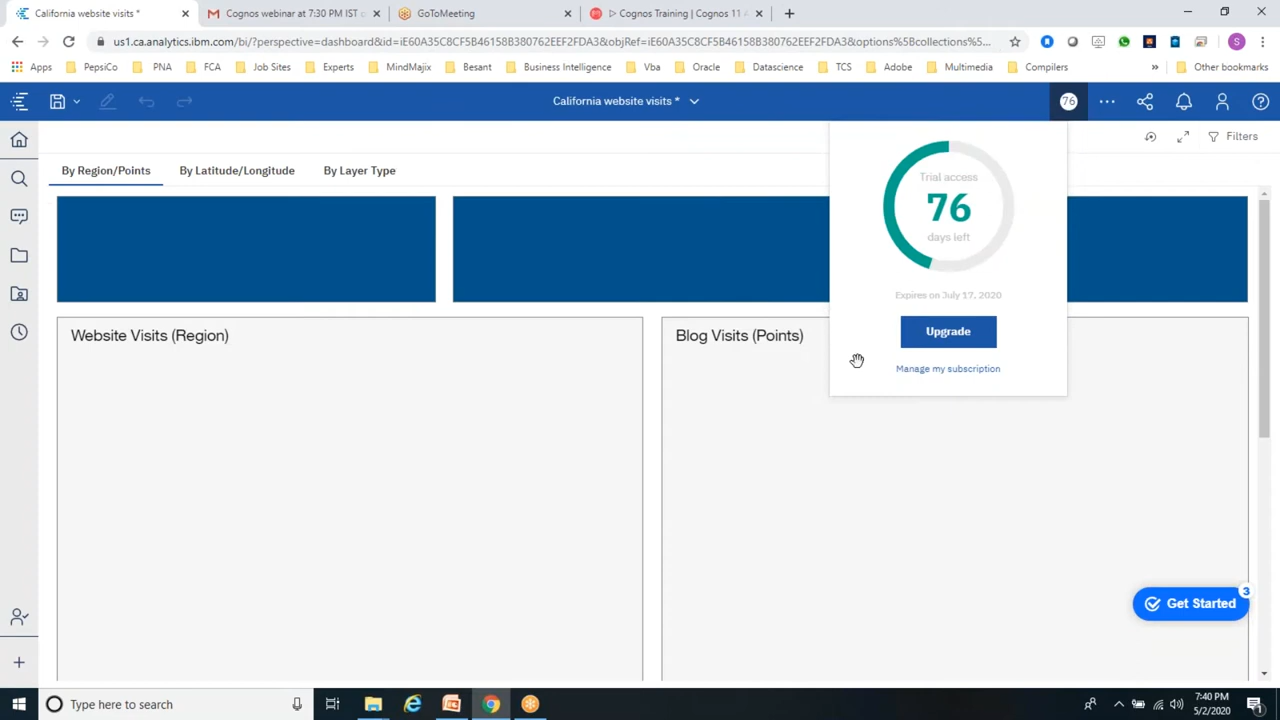 California website visits *
Cognos webinar at 7:30 PM IST
GoToMeeting
Cognos Training | Cognos 11
us1.ca.analytics.ibm.com/bi/?perspective=dashboard&id=iE60A35C8CF5B46158B380762EEF2FDA3&objRef=iE60A35C8CF5B46158B380762EEF2FDA3&options%5Bcollections%5...
S
Apps
PepsiCo
PNA
FCA
Job Sites
Experts
MindMajix
Besant
Business Intelligence
Vba
Oracle
Datascience
TCS
Adobe
Multimedia
Compilers
»
Other bookmarks
California website visits *
76
Filters
By Region/Points
By Latitude/Longitude
By Layer Type
Trial access
76
days left
Expires on July 17, 2020
Upgrade
Manage my subscription
Website Visits (Region)
Blog Visits (Points)
Get Started
3
Type here to search
7:40 PM
5/2/2020
1